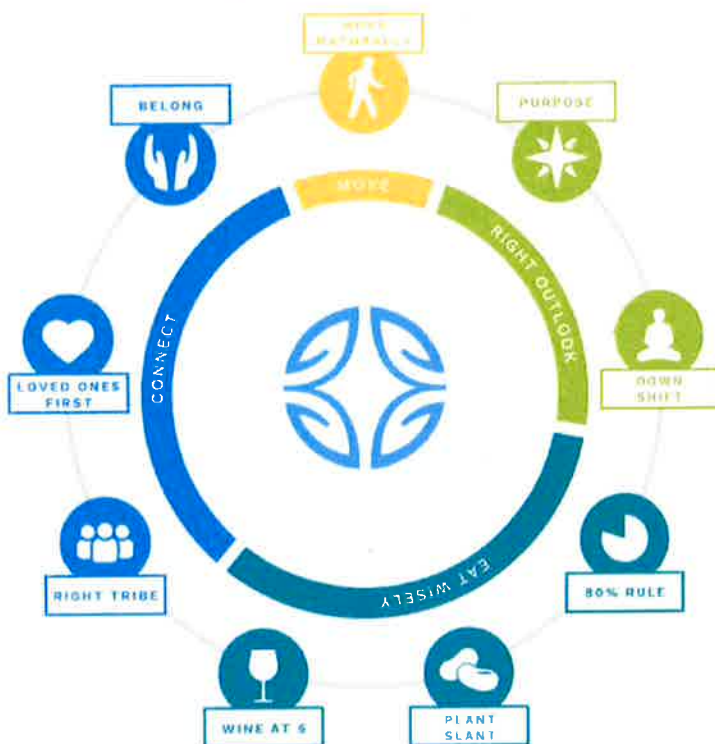 MOVE
NATURALLY
BELONG
PURPOSE
MOVE
RIGHT OUTLOOK
CONNECT
LOVED ONES
FIRST
DOWN
SHIFT
RIGHT TRIBE
80% RULE
EAT WISELY
WINE AT 5
PLANT
SLANT